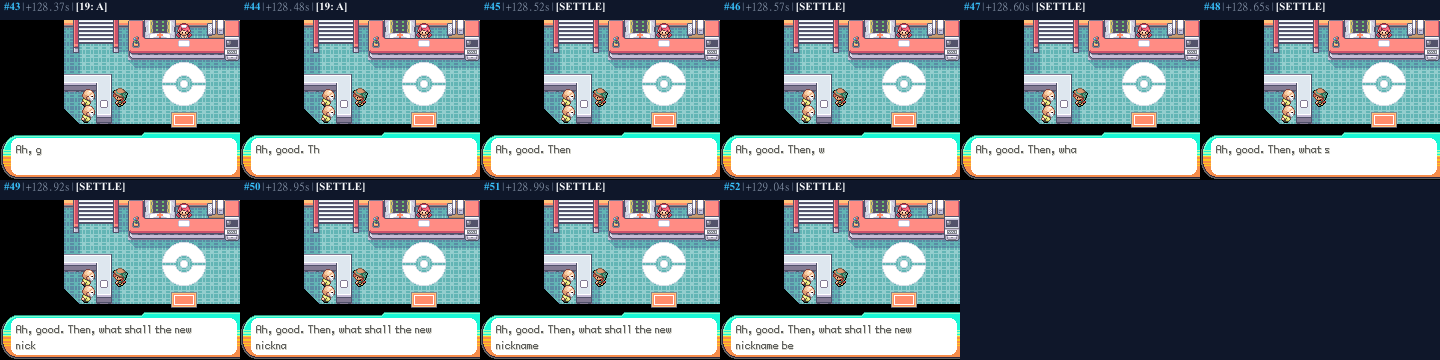 #43|+128.37s|[19: A]
#44|+128.48s|[19: A]
#45|+128.52s|[SETTLE]
#46|+128.57s|[SETTLE]
#47|+128.60s|[SETTLE]
#48|+128.65s|[SETTLE]
Ah, g
Ah, good. Th
Ah, good. Then
Ah, good. Then, w
Ah, good. Then, wha
Ah, good. Then, what s
#49|+128.92s|[SETTLE]
#50|+128.95s|[SETTLE]
#51|+128.99s|[SETTLE]
#52|+129.04s|[SETTLE]
Ah, good. Then, what shall the new
nick
Ah, good. Then, what shall the new
nickna
Ah, good. Then, what shall the new
nickname
Ah, good. Then, what shall the new
nickname be